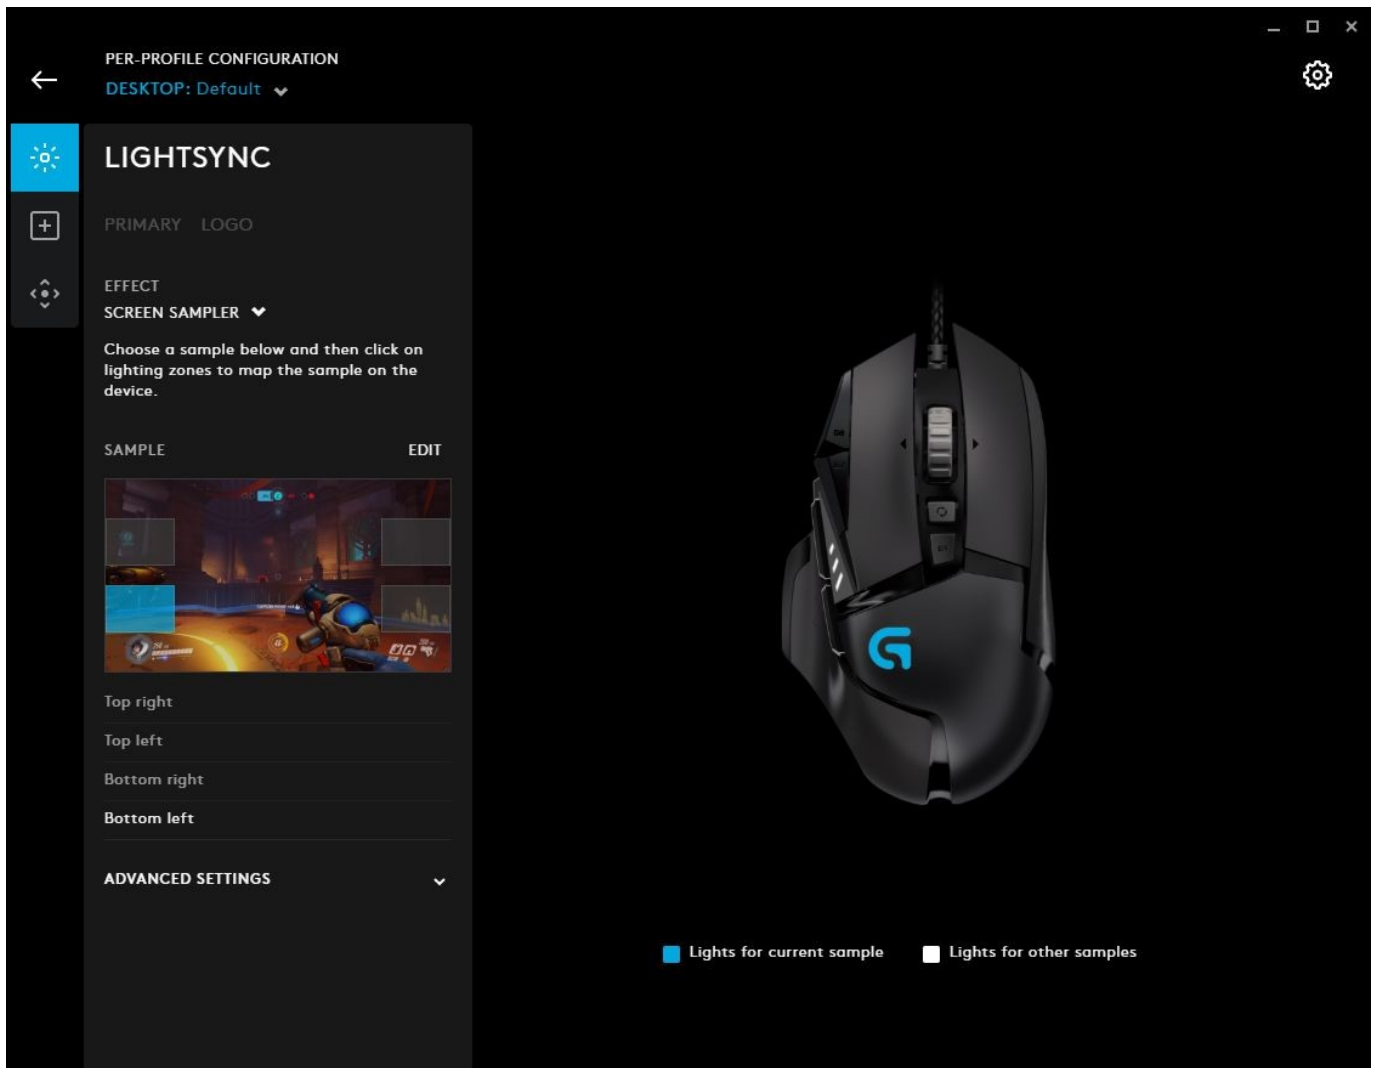 PER-PROFILE CONFIGURATION
DESKTOP: Default
LIGHTSYNC
PRIMARY LOGO
EFFECT
SCREEN SAMPLER
Choose a sample below and then click on
lighting zones to map the sample on the
device.
SAMPLE EDIT
Top right
Top left
Bottom right
Bottom left
ADVANCED SETTINGS
Lights for current sample Lights for other samples